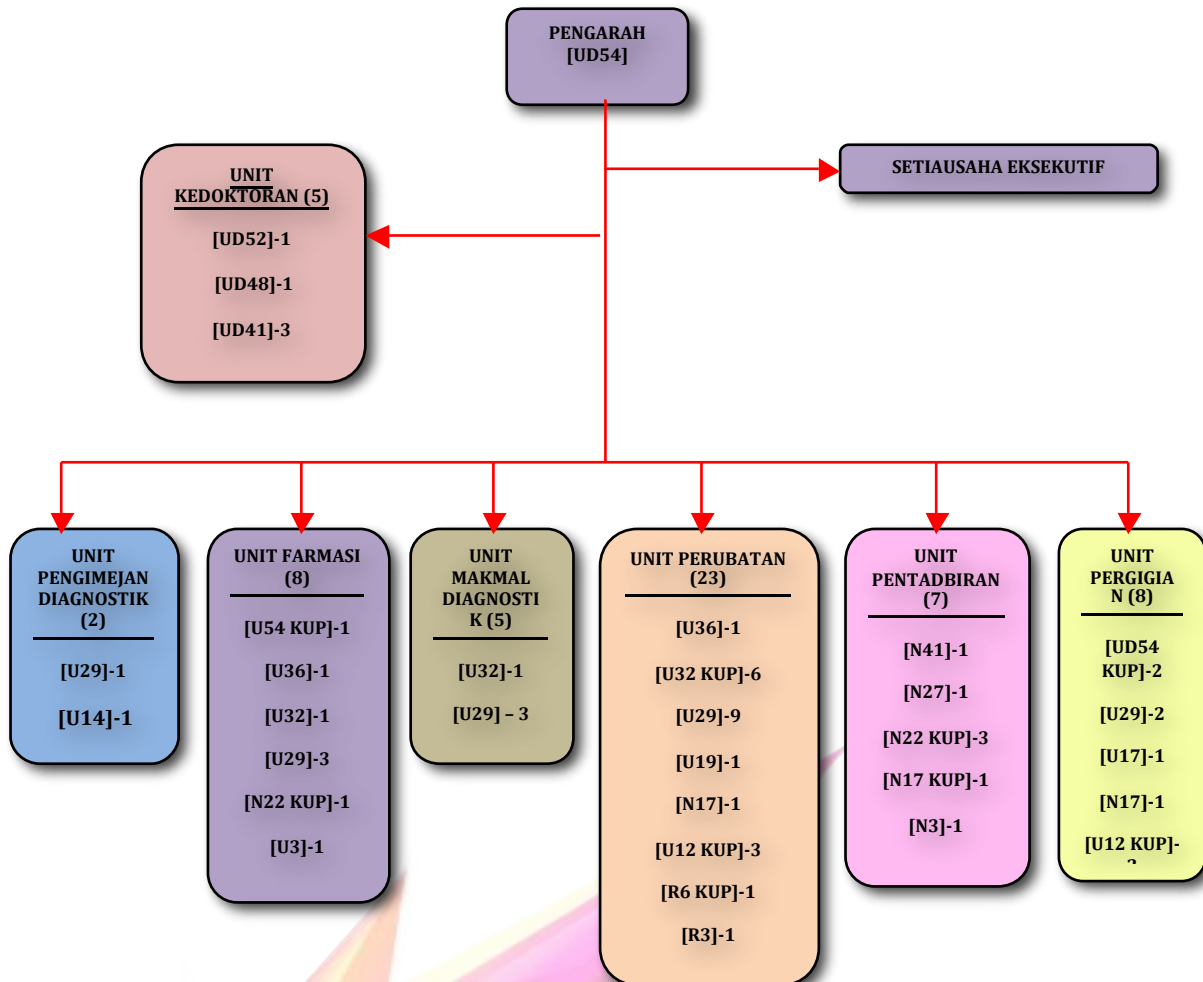 PENGARAH
[UD54]
SETIAUSAHA EKSEKUTIF
UNIT
KEDOKTORAN (5)
[UD52]-1
[UD48]-1
[UD41]-3
UNIT
PENGIMEJAN
DIAGNOSTIK
(2)
[U29]-1
[U14]-1
UNIT FARMASI
(8)
[U54 KUP]-1
[U36]-1
[U32]-1
[U29]-3
[N22 KUP]-1
[U3]-1
UNIT
MAKMAL
DIAGNOSTI
K (5)
[U32]-1
[U29] – 3
UNIT PERUBATAN
(23)
[U36]-1
[U32 KUP]-6
[U29]-9
[U19]-1
[N17]-1
[U12 KUP]-3
[R6 KUP]-1
[R3]-1
UNIT
PENTADBIRAN
(7)
[N41]-1
[N27]-1
[N22 KUP]-3
[N17 KUP]-1
[N3]-1
UNIT
PERGIGIA
N (8)
[UD54
KUP]-2
[U29]-2
[U17]-1
[N17]-1
[U12 KUP]-